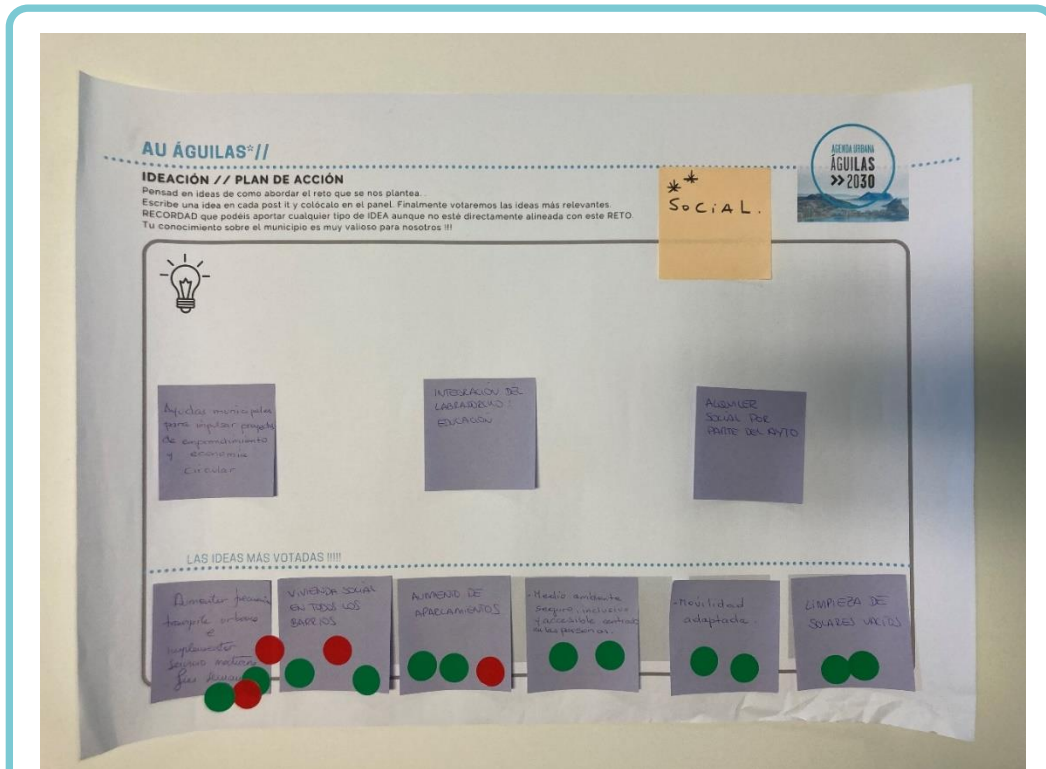 AU ÁGUILAS*//
IDEACIÓN // PLAN DE ACCIÓN
Pensad en ideas de como abordar el reto que se nos plantea.
Escribe una idea en cada post it y colócalo en el panel. Finalmente votaremos las ideas más relevantes.
RECORDAD que podéis aportar cualquier tipo de IDEA aunque no esté directamente alineada con este RETO.
Tu conocimiento sobre el municipio es muy valioso para nosotros !!!
**
SOCIAL.
AGENDA URBANA
ÁGUILAS
>> 2030
Ayudas municipales
para impulsar
de emprendimiento
y economía
circular
INTEGRACIÓN DEL
EDUCACIÓN
ALQUILER
SOCIAL POR
PARTE DEL AYTO
LAS IDEAS MÁS VOTADAS !!!!!
Aumentar
transporte urbano
e
implementar
VIVIENDA SOCIAL
EN TODOS LOS
BARRIOS
AUMENTO DE
APARCAMIENTOS
-Medio ambiente
seguro, inclusivo
y accesible centrado
en las personas.
-Movilidad
adaptada.
LIMPIEZA DE
SOLARES VACÍOS